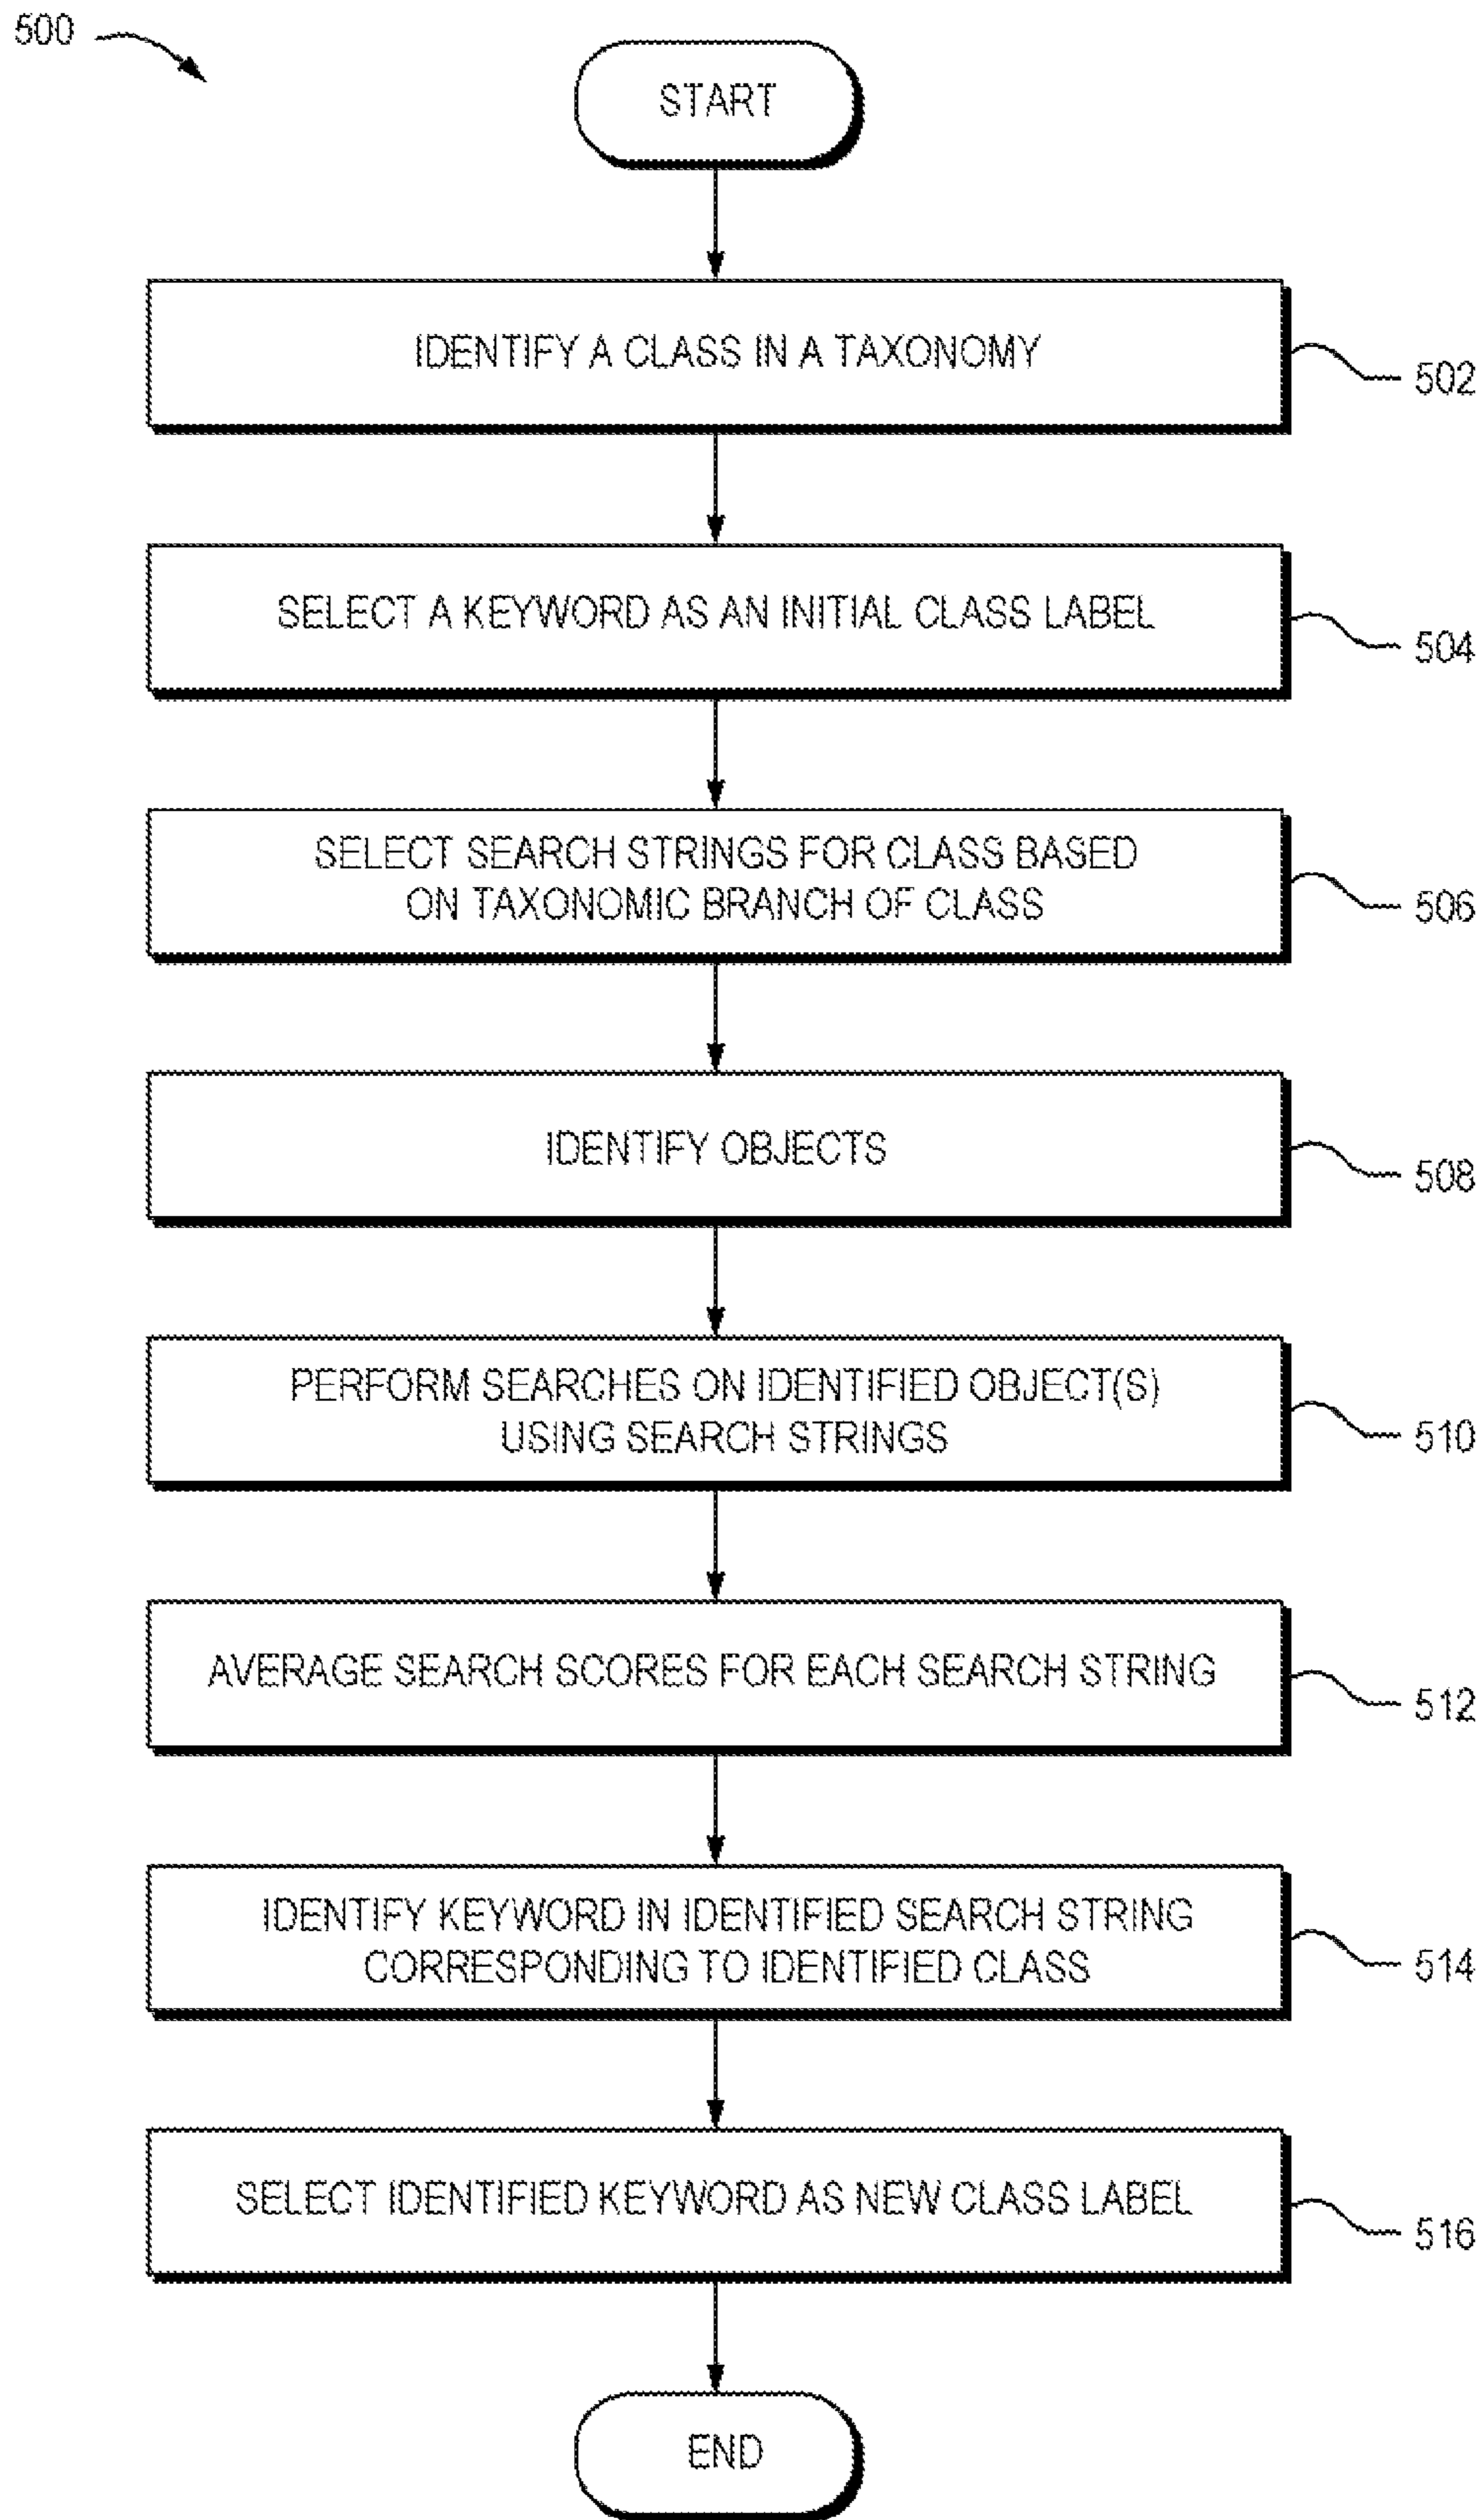 500
START
IDENTIFY A CLASS IN A TAXONOMY
502
SELECT A KEYWORD AS AN INITIAL CLASS LABEL
504
SELECT SEARCH STRINGS FOR CLASS BASED
ON TAXONOMIC BRANCH OF CLASS
506
IDENTIFY OBJECTS
508
PERFORM SEARCHES ON IDENTIFIED OBJECT(S)
USING SEARCH STRINGS
510
AVERAGE SEARCH SCORES FOR EACH SEARCH STRING
512
IDENTIFY KEYWORD IN IDENTIFIED SEARCH STRING
CORRESPONDING TO IDENTIFIED CLASS
514
SELECT IDENTIFIED KEYWORD AS NEW CLASS LABEL
516
END